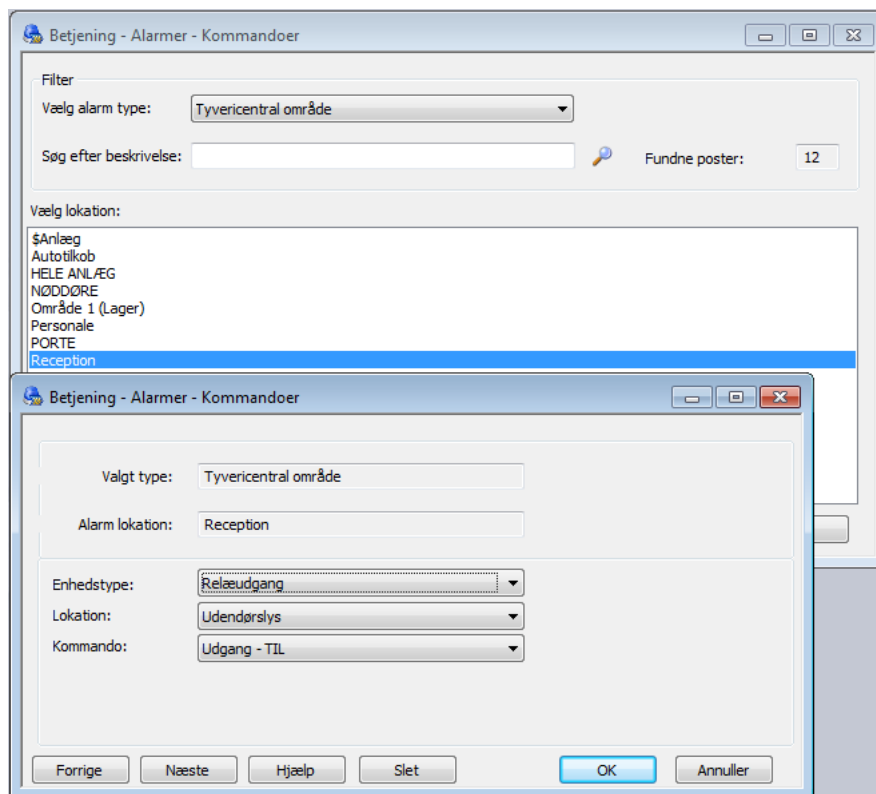 Betjening - Alarmer - Kommandoer
Filter
Vælg alarm type: Tyvericentral område
Søg efter beskrivelse: Fundne poster: 12
Vælg lokation:
$Anlæg
Autotilkob
HELE ANLÆG
NØDDØRE
Område 1 (Lager)
Personale
PORTE
Reception
Betjening - Alarmer - Kommandoer
Valgt type: Tyvericentral område
Alarm lokation: Reception
Enhedstype: Relæudgang
Lokation: Udendørslys
Kommando: Udgang - TIL
Forrige Næste Hjælp Slet OK Annuller